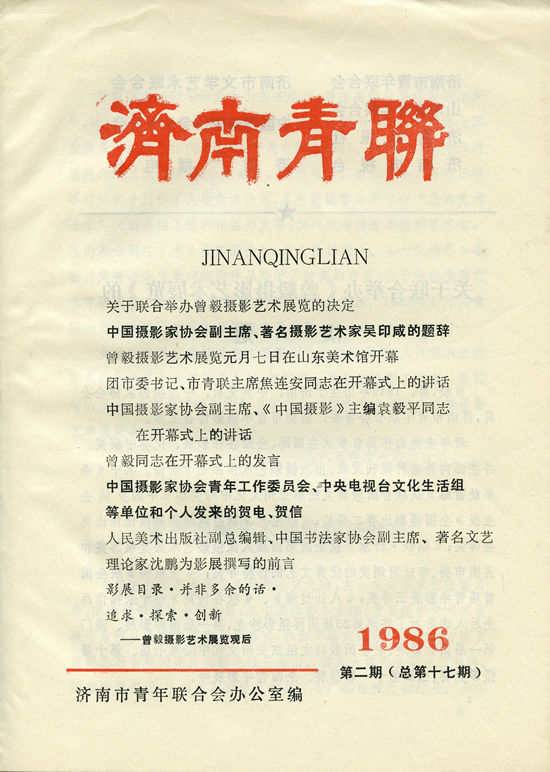 濟南青聯
JINANQINGLIAN
关于联合举办曾毅摄影艺术展览的决定
中国摄影家协会副主席、著名摄影艺术家吴印咸的题辞
曾毅摄影艺术展览元月七日在山东美术馆开幕
团市委书记、市青联主席焦连安同志在开幕式上的讲话
中国摄影家协会副主席、《中国摄影》主编袁毅平同志
在开幕式上的讲话
曾毅同志在开幕式上的发言
中国摄影家协会青年工作委员会、中央电视台文化生活组
等单位和个人发来的贺电、贺信
人民美术出版社副总编辑、中国书法家协会副主席、著名文艺
理论家沈鹏为影展撰写的前言
影展目录·并非多余的话·
追求·探索·创新
——曾毅摄影艺术展览观后
1986
第二期(总第十七期)
济南市青年联合会办公室编